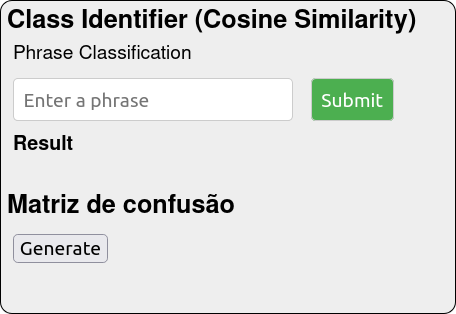 Class Identifier (Cosine Similarity)
Phrase Classification
Enter a phrase Submit
Result
Matriz de confusão
Generate